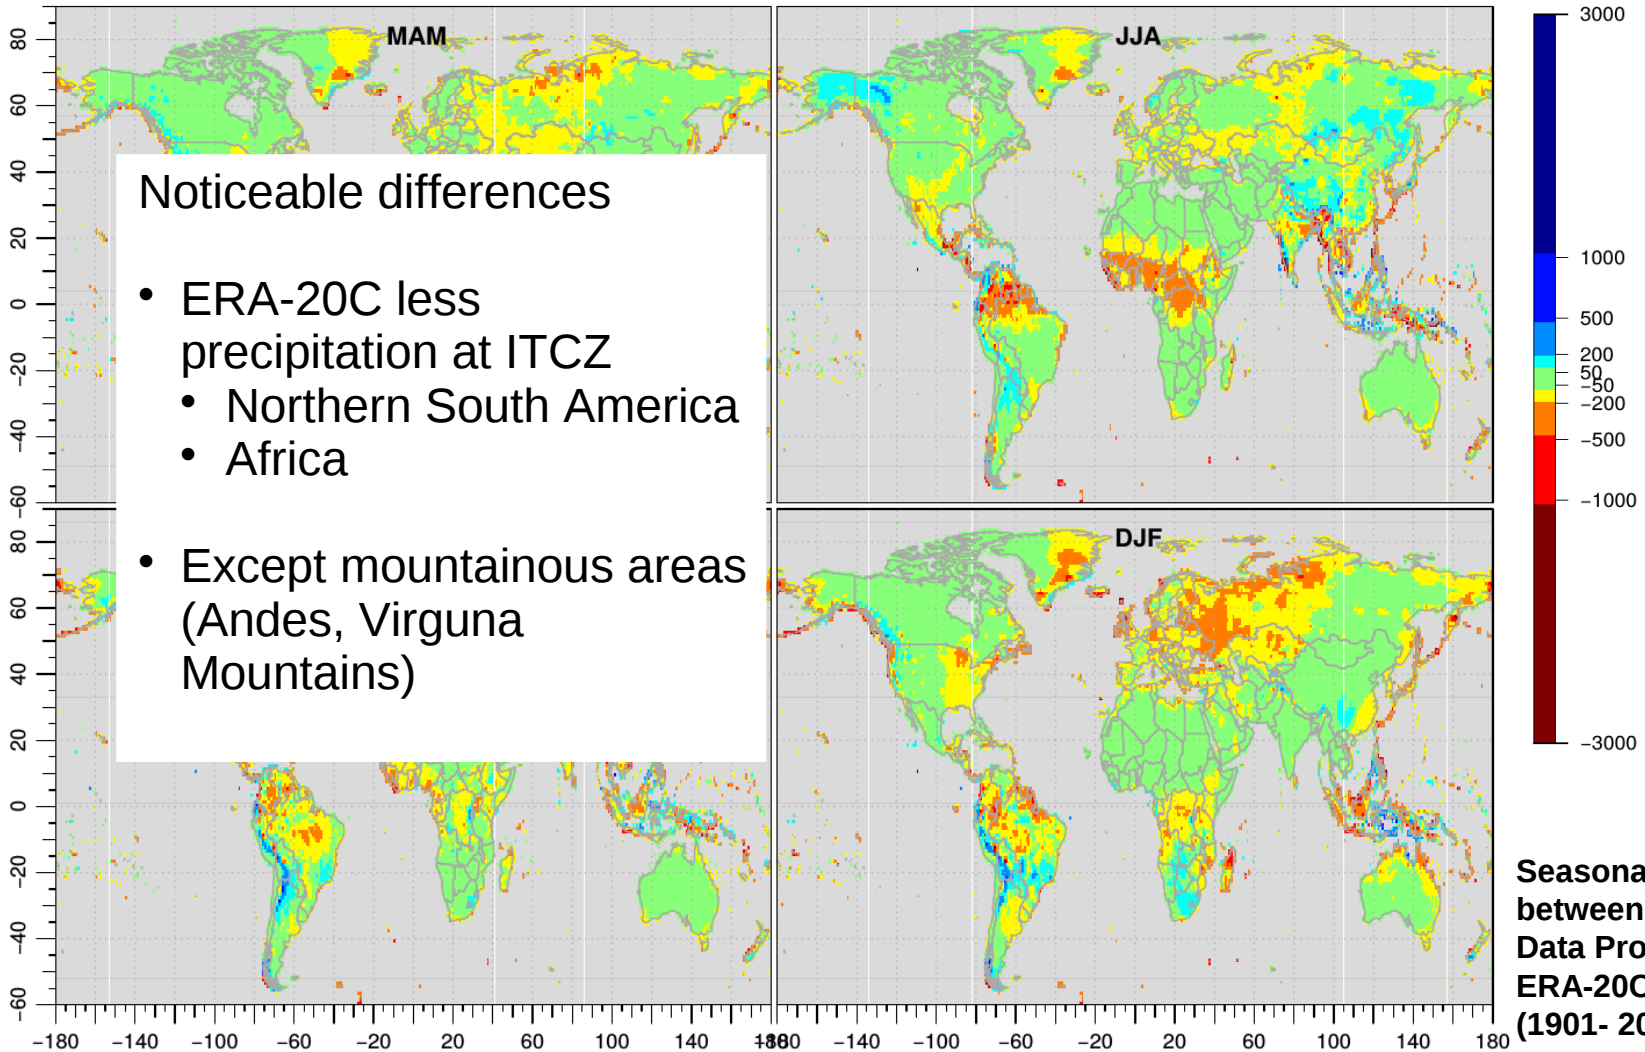 MAM
JJA
3000
80
60
40
20
0
−20
−40
−60
Noticeable differences
• ERA-20C less
precipitation at ITCZ
• Northern South America
• Africa
• Except mountainous areas
(Andes, Virguna
Mountains)
1000
500
200
50
−50
−200
−500
−1000
−3000
DJF
80
60
40
20
0
−20
−40
−60
−180 −140 −100 −60 −20 20 60 100 140
−140 −100 −60 −20 20 60 100 140 180
Seasona
between
Data Pro
ERA-20C
(1901- 20